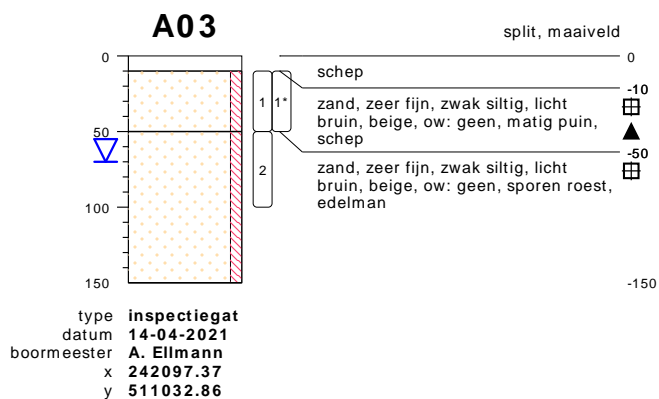 A03
split, maaiveld
0
0
schep
-10
1
1*
zand, zeer fijn, zwak siltig, licht
bruin, beige, ow: geen, matig puin,
schep
50
-50
2
zand, zeer fijn, zwak siltig, licht
bruin, beige, ow: geen, sporen roest,
edelman
100
150
-150
type inspectiegat
datum 14-04-2021
boormeester A. Ellmann
x 242097.37
y 511032.86